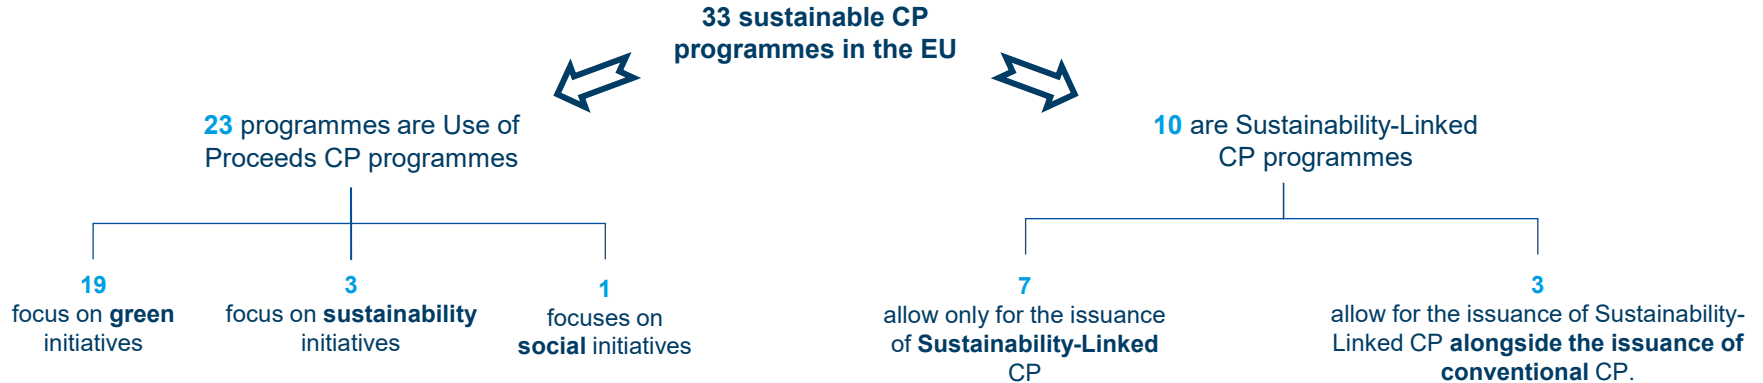 33 sustainable CP
programmes in the EU
23 programmes are Use of
Proceeds CP programmes
19
focus on green
initiatives
3
focus on sustainability
initiatives
1
focuses on
social initiatives
10 are Sustainability-Linked
CP programmes
7
allow only for the issuance
of Sustainability-Linked
CP
3
allow for the issuance of Sustainability-
Linked CP alongside the issuance of
conventional CP.